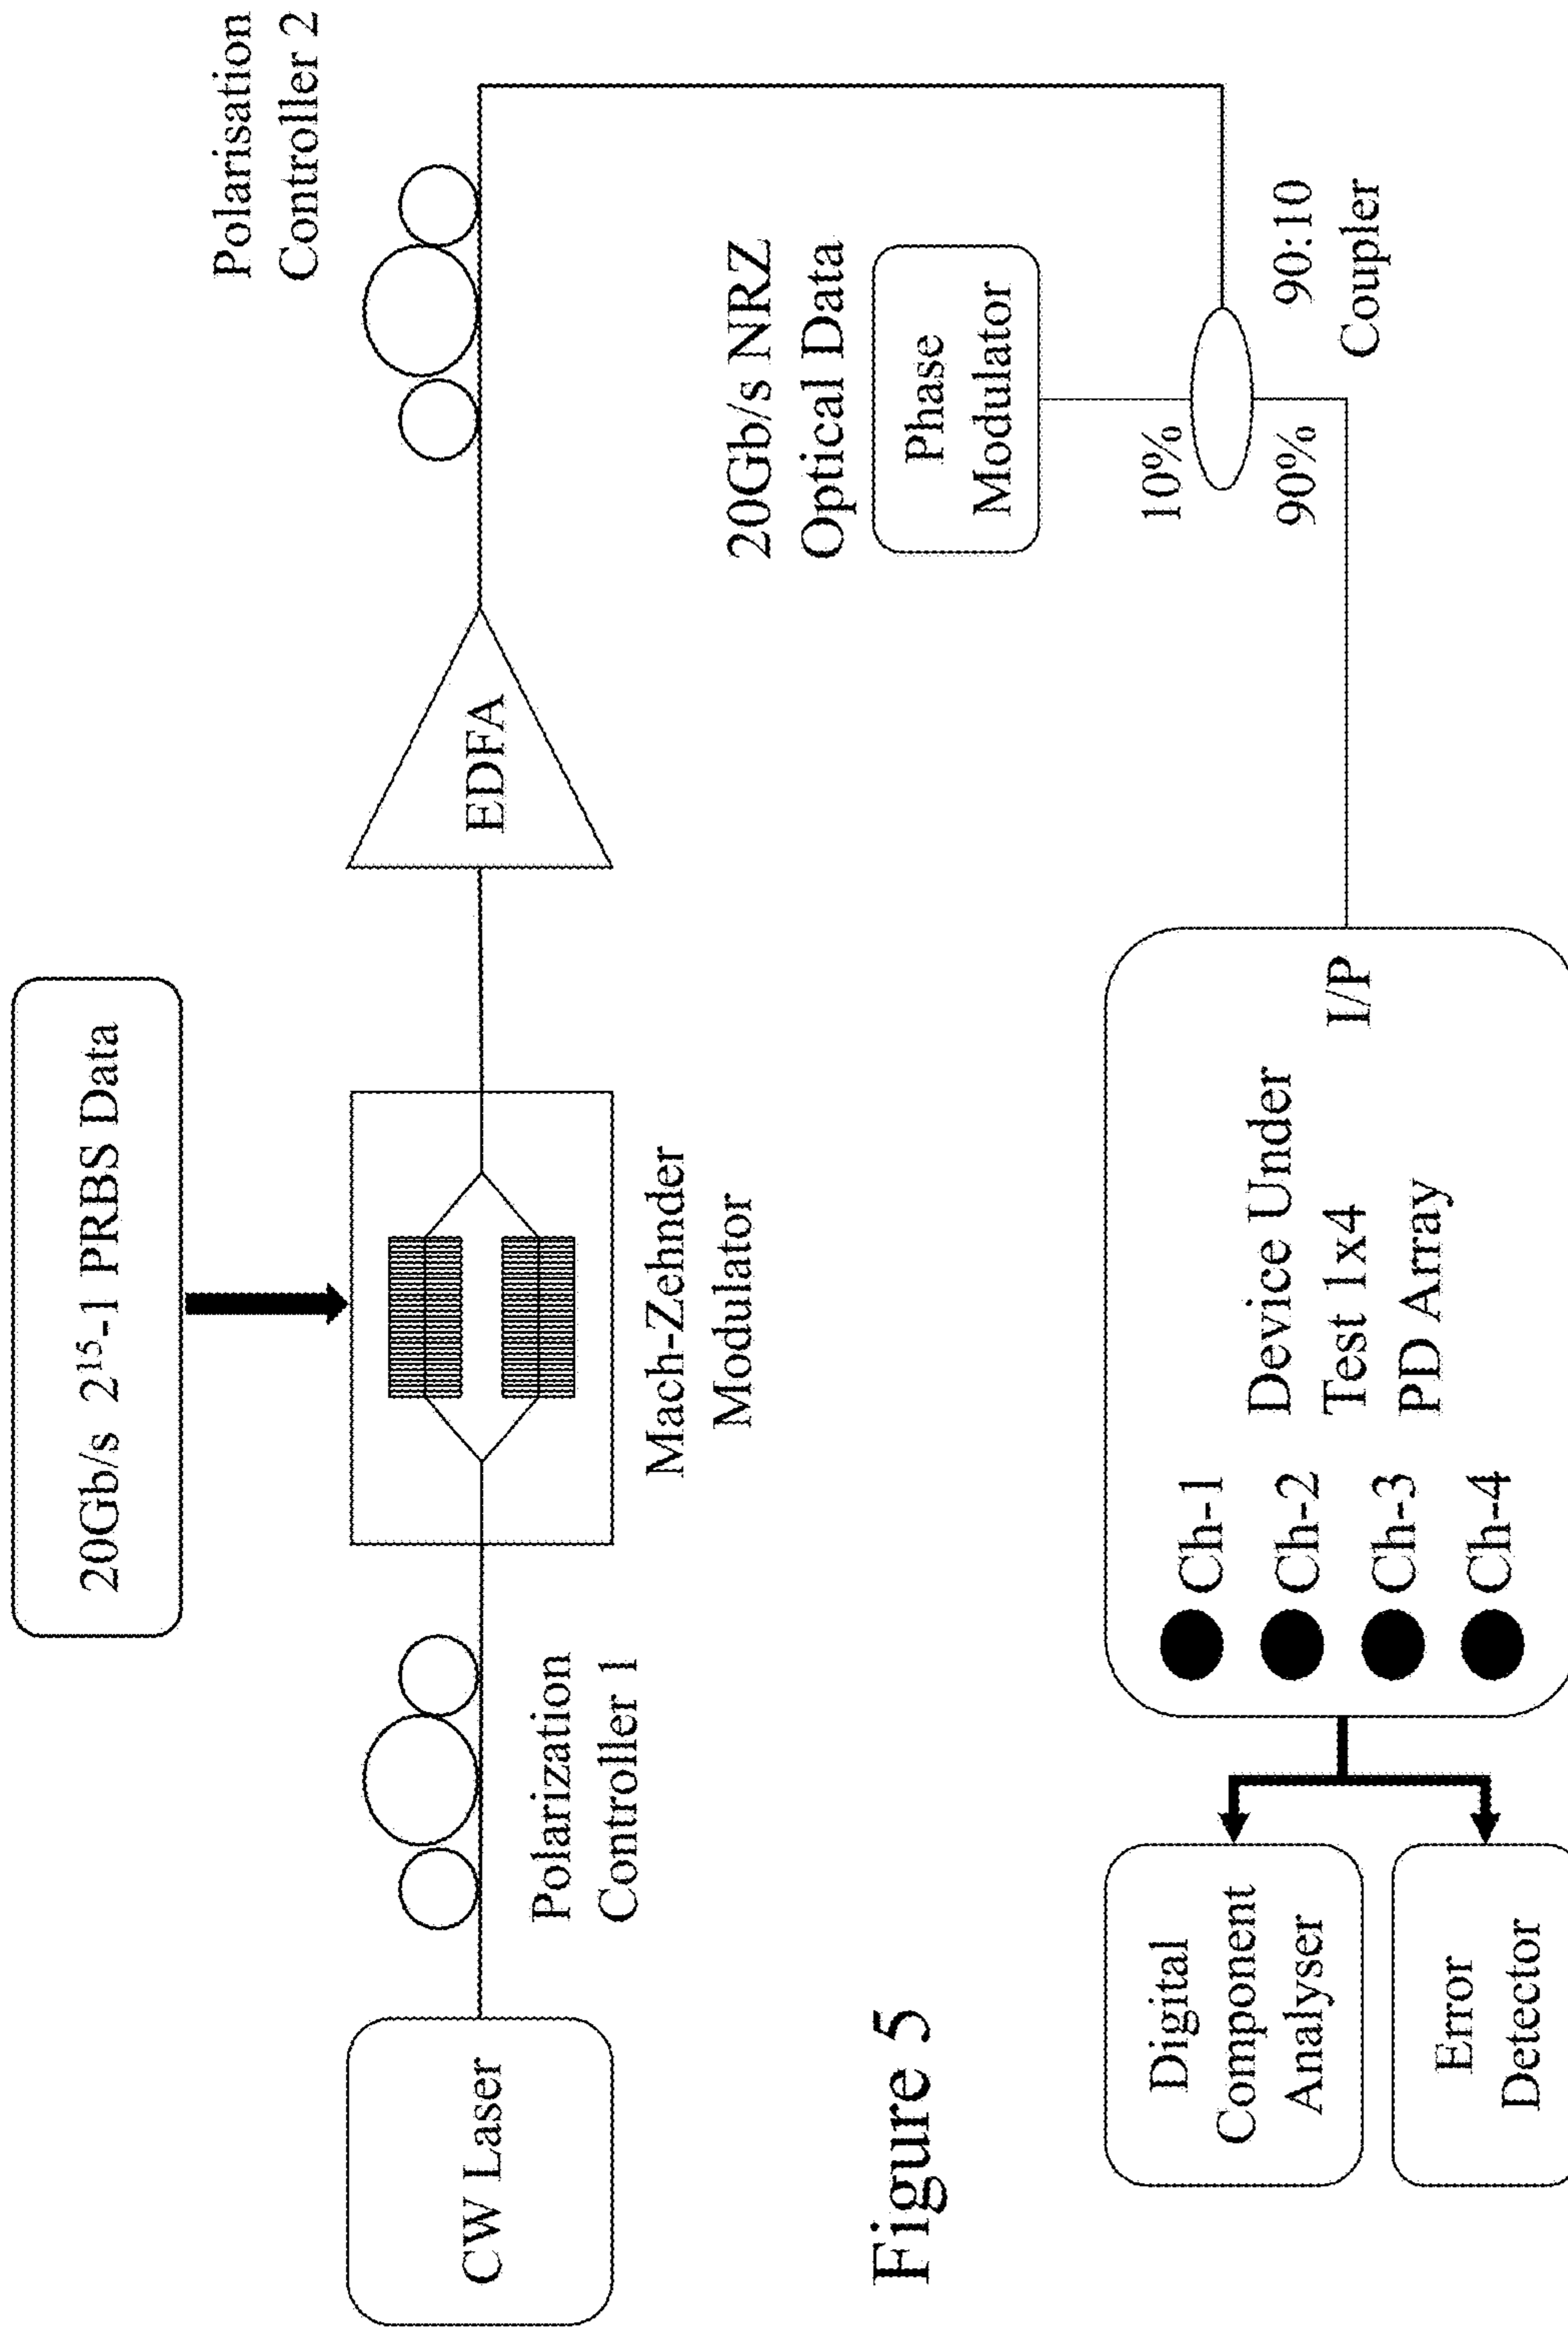 20Gb/s 2¹⁵-1 PRBS Data
Polarisation
Controller 2
CW Laser
EDFA
Polarization
Controller 1
Mach-Zehnder
Modulator
20Gb/s NRZ
Optical Data
Phase
Modulator
Figure 5
10%
90%
90:10
Coupler
Digital
Component
Analyser
Error
Detector
Ch-1
Ch-2
Ch-3
Ch-4
Device Under
Test 1x4
PD Array
I/P